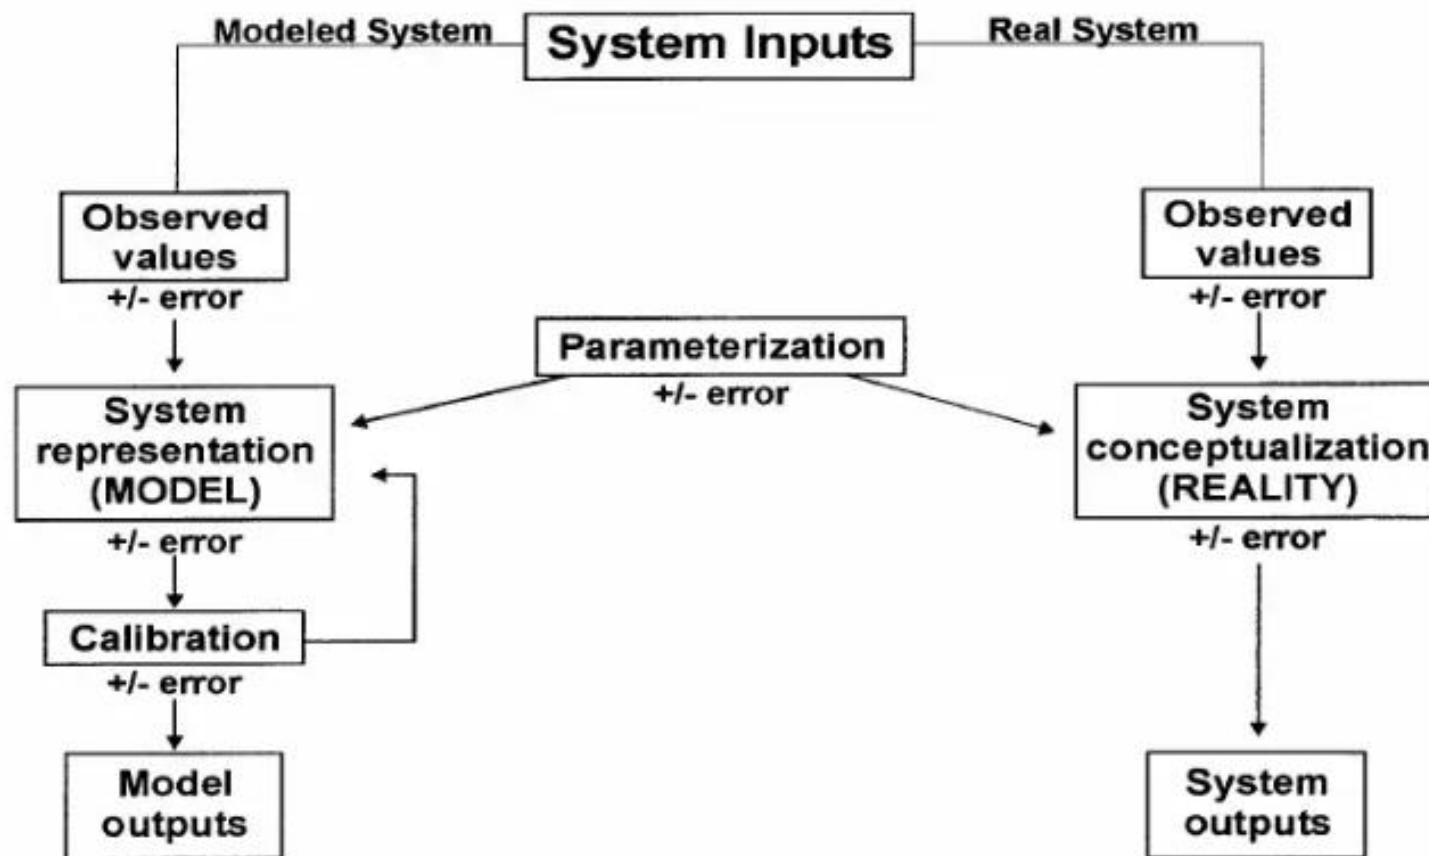 Modeled System
System Inputs
Real System
Observed
values
+/- error
Observed
values
+/- error
Parameterization
+/- error
System
representation
(MODEL)
+/- error
System
conceptualization
(REALITY)
+/- error
Calibration
+/- error
Model
outputs
System
outputs